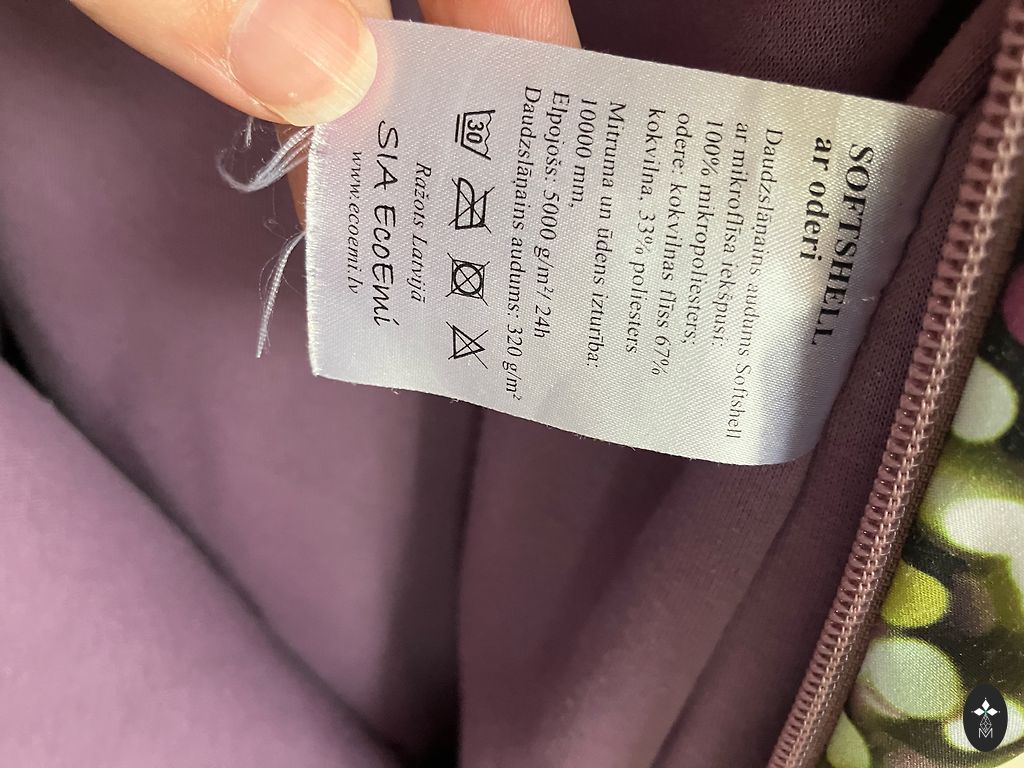 SOFTSHELL
ar oderi
Daudzslāņains audums Softshell
ar mikroflīsa iekšpusi:
100% mikropoliesters;
odere: kokvilnas flīss 67%
kokvilna, 33% poliesters
Mitruma un ūdens izturība:
10000 mm,
Elpojošs: 5000 g/m²/ 24h
Daudzslāņains audums: 320 g/m²
30
Ražots Latvijā
SIA EcoEmi
www.ecoemi.lv
M